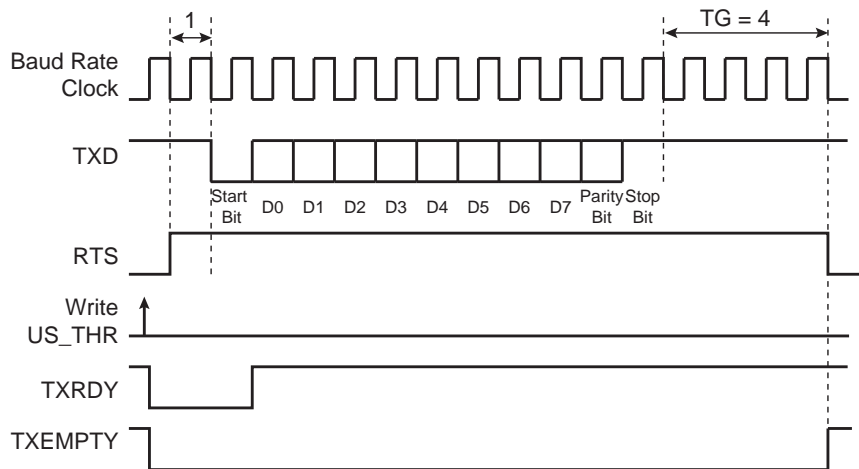 1
TG = 4
Baud Rate
Clock
TXD
Start
Bit
D0
D1
D2
D3
D4
D5
D6
D7
Parity
Bit
Stop
Bit
RTS
Write
US_THR
TXRDY
TXEMPTY